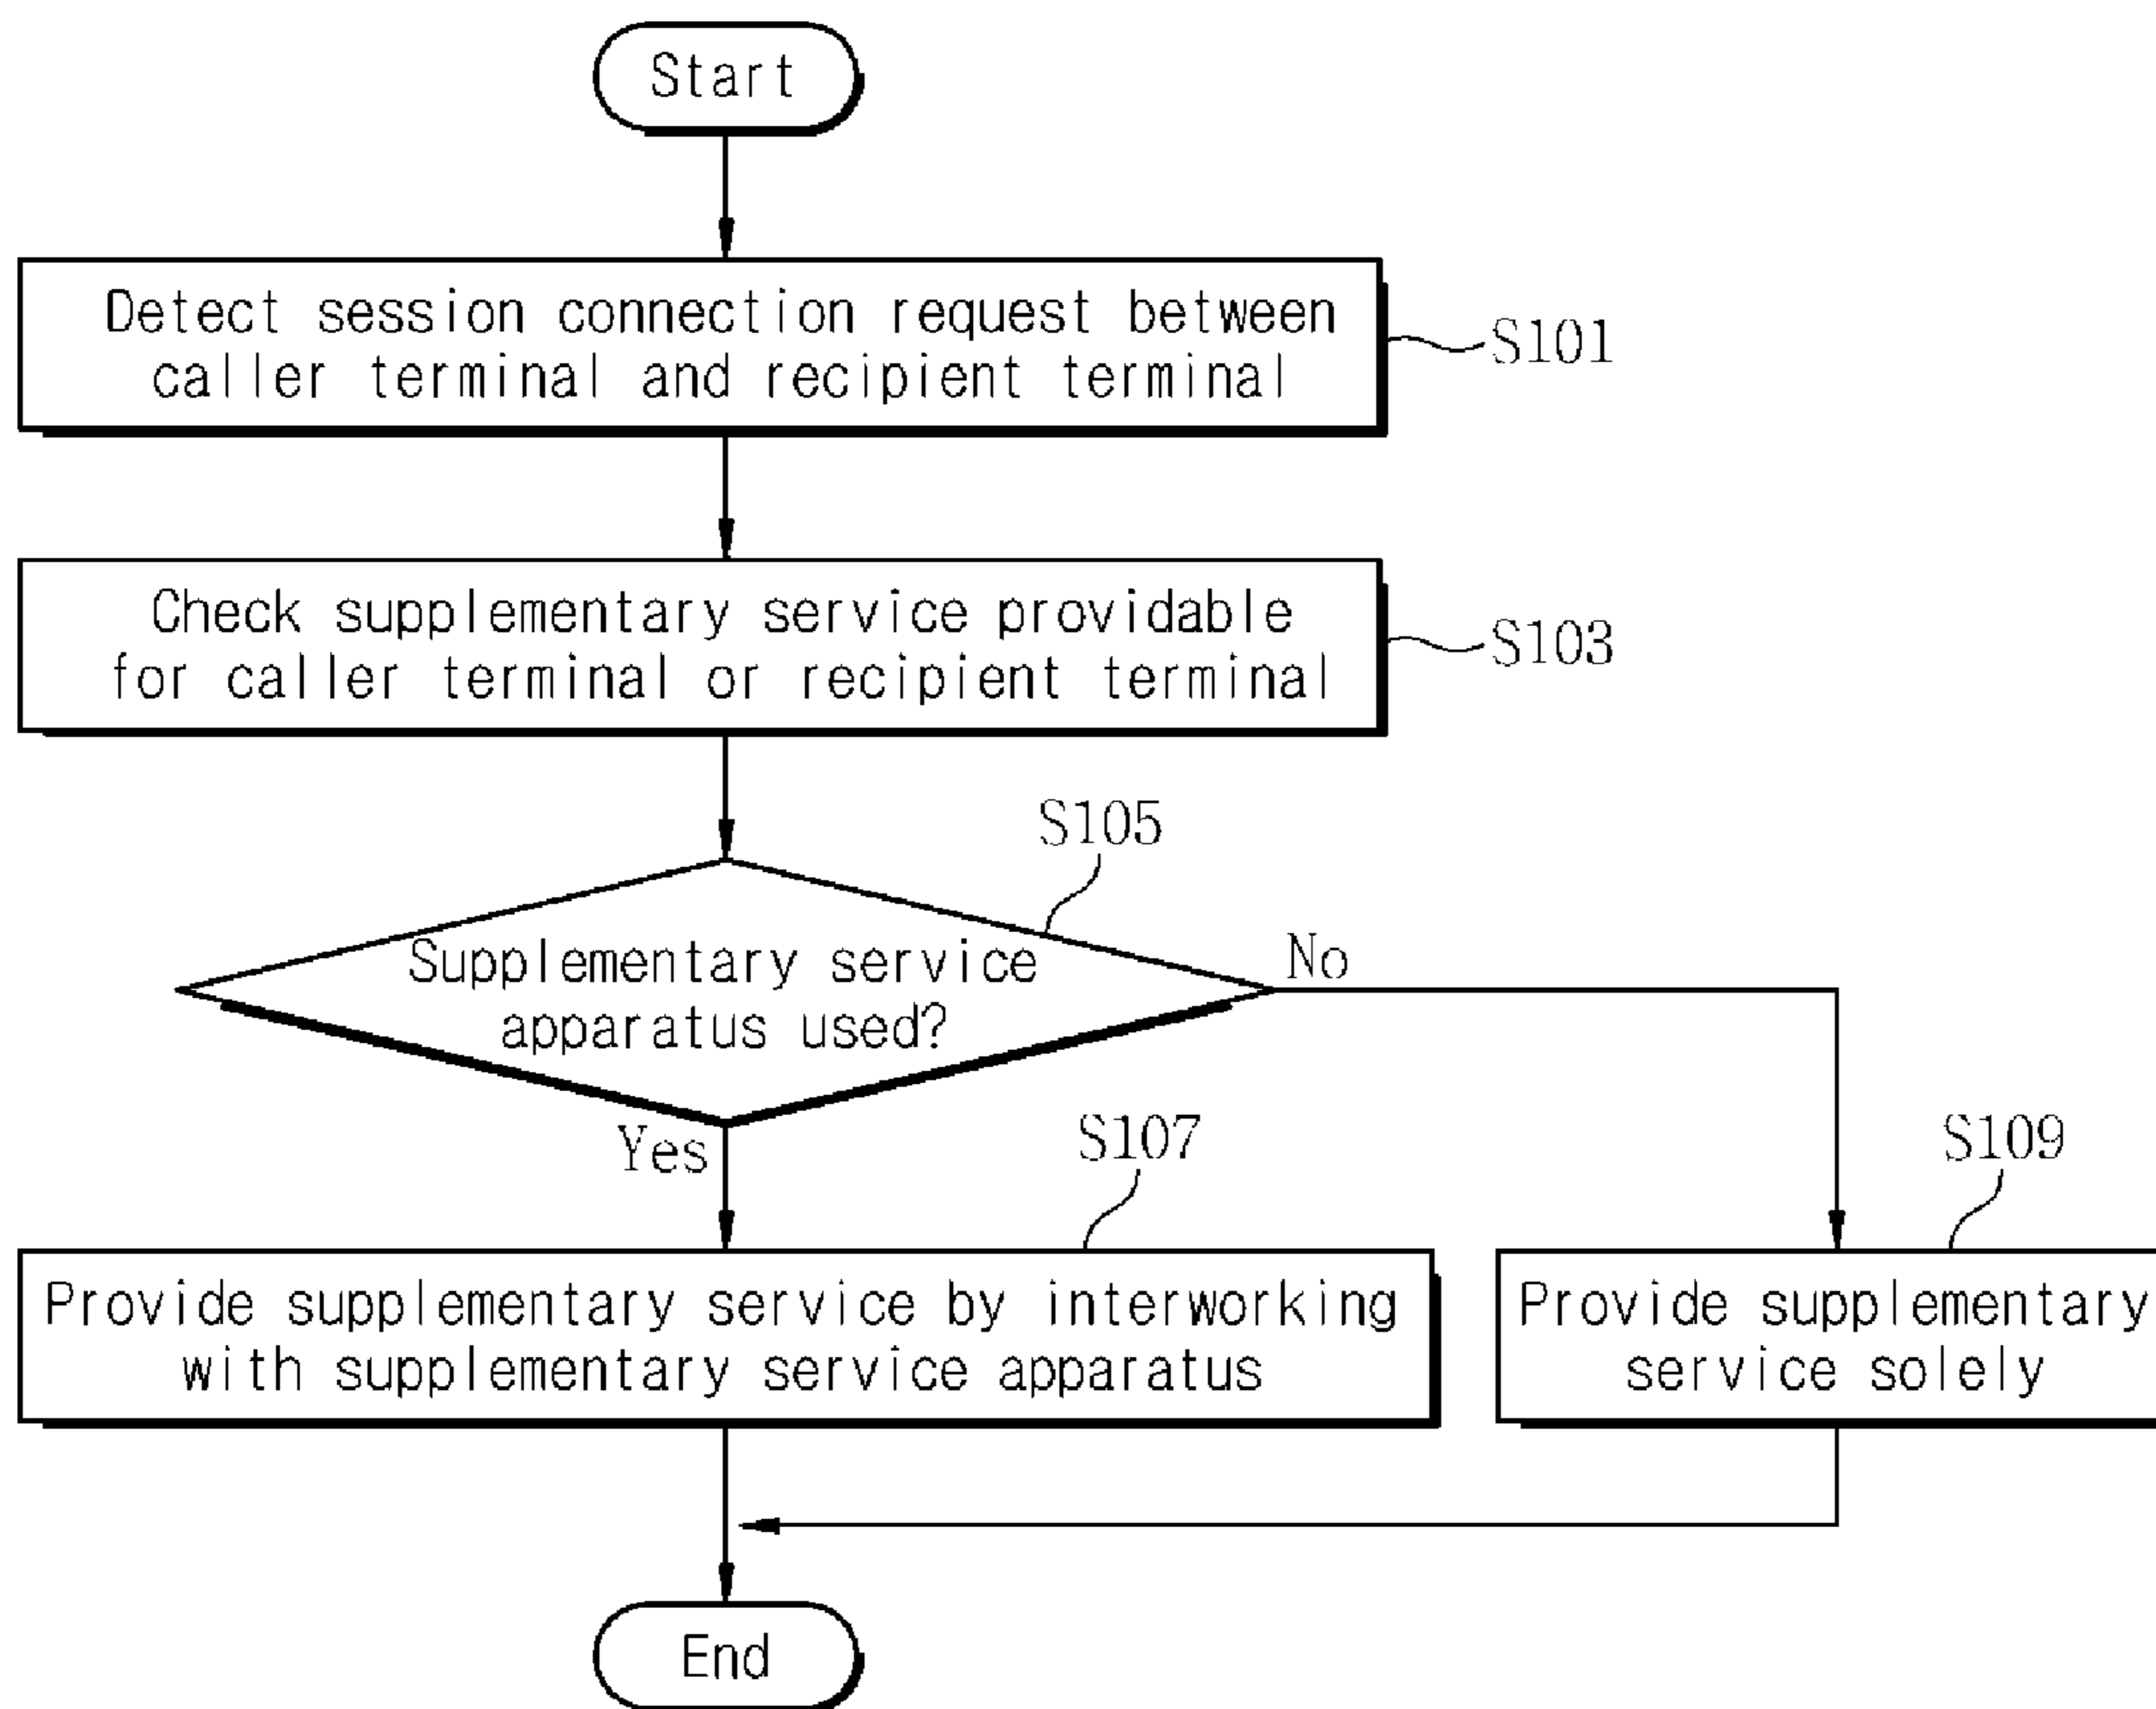 Start
Detect session connection request between
caller terminal and recipient terminal
S101
Check supplementary service providable
for caller terminal or recipient terminal
S103
S105
Supplementary service
apparatus used?
No
Yes
S107
S109
Provide supplementary service by interworking
with supplementary service apparatus
Provide supplementary
service solely
End